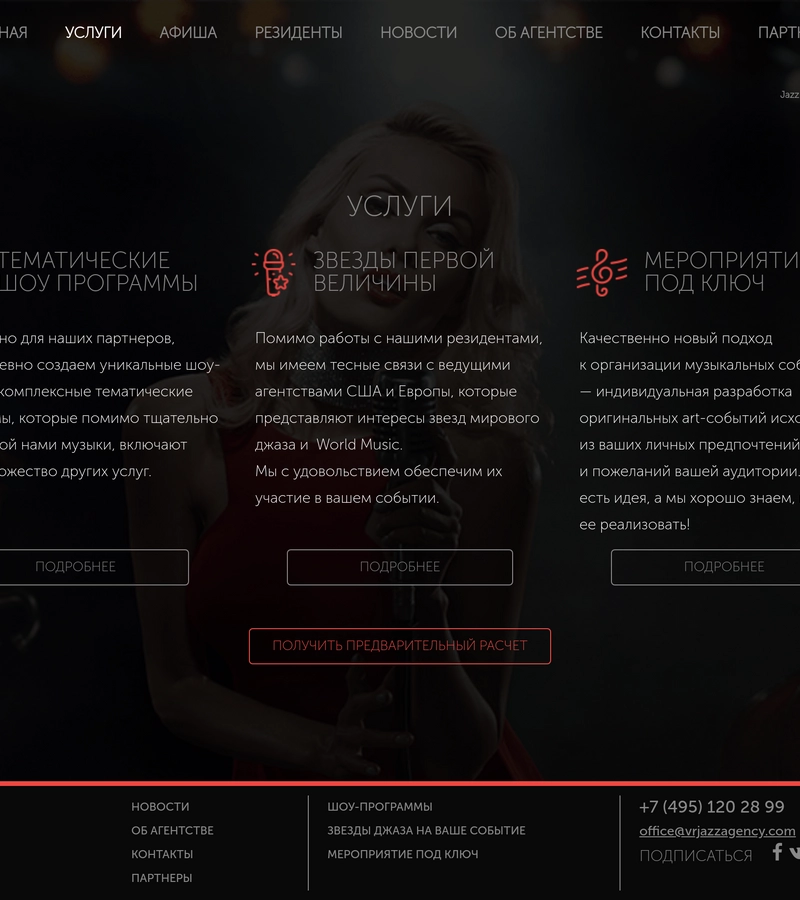 НАЯ УСЛУГИ АФИША РЕЗИДЕНТЫ НОВОСТИ ОБ АГЕНТСТВЕ КОНТАКТЫ ПАРТН
Jazz
УСЛУГИ
ТЕМАТИЧЕСКИЕ
ШОУ ПРОГРАММЫ
но для наших партнеров,
евно создаем уникальные шоу-
комплексные тематические
ы, которые помимо тщательно
ой нами музыки, включают
ожество других услуг.
ПОДРОБНЕЕ
ЗВЕЗДЫ ПЕРВОЙ
ВЕЛИЧИНЫ
Помимо работы с нашими резидентами,
мы имеем тесные связи с ведущими
агентствами США и Европы, которые
представляют интересы звезд мирового
джаза и World Music.
Мы с удовольствием обеспечим их
участие в вашем событии.
ПОДРОБНЕЕ
МЕРОПРИЯТИ
ПОД КЛЮЧ
Качественно новый подход
к организации музыкальных соб
— индивидуальная разработка
оригинальных art-событий исхо
из ваших личных предпочтений
и пожеланий вашей аудитории.
есть идея, а мы хорошо знаем,
ее реализовать!
ПОДРОБНЕЕ
ПОЛУЧИТЬ ПРЕДВАРИТЕЛЬНЫЙ РАСЧЕТ
НОВОСТИ
ОБ АГЕНТСТВЕ
КОНТАКТЫ
ПАРТНЕРЫ
ШОУ-ПРОГРАММЫ
ЗВЕЗДЫ ДЖАЗА НА ВАШЕ СОБЫТИЕ
МЕРОПРИЯТИЕ ПОД КЛЮЧ
+7 (495) 120 28 99
office@vrjazzagency.com
ПОДПИСАТЬСЯ